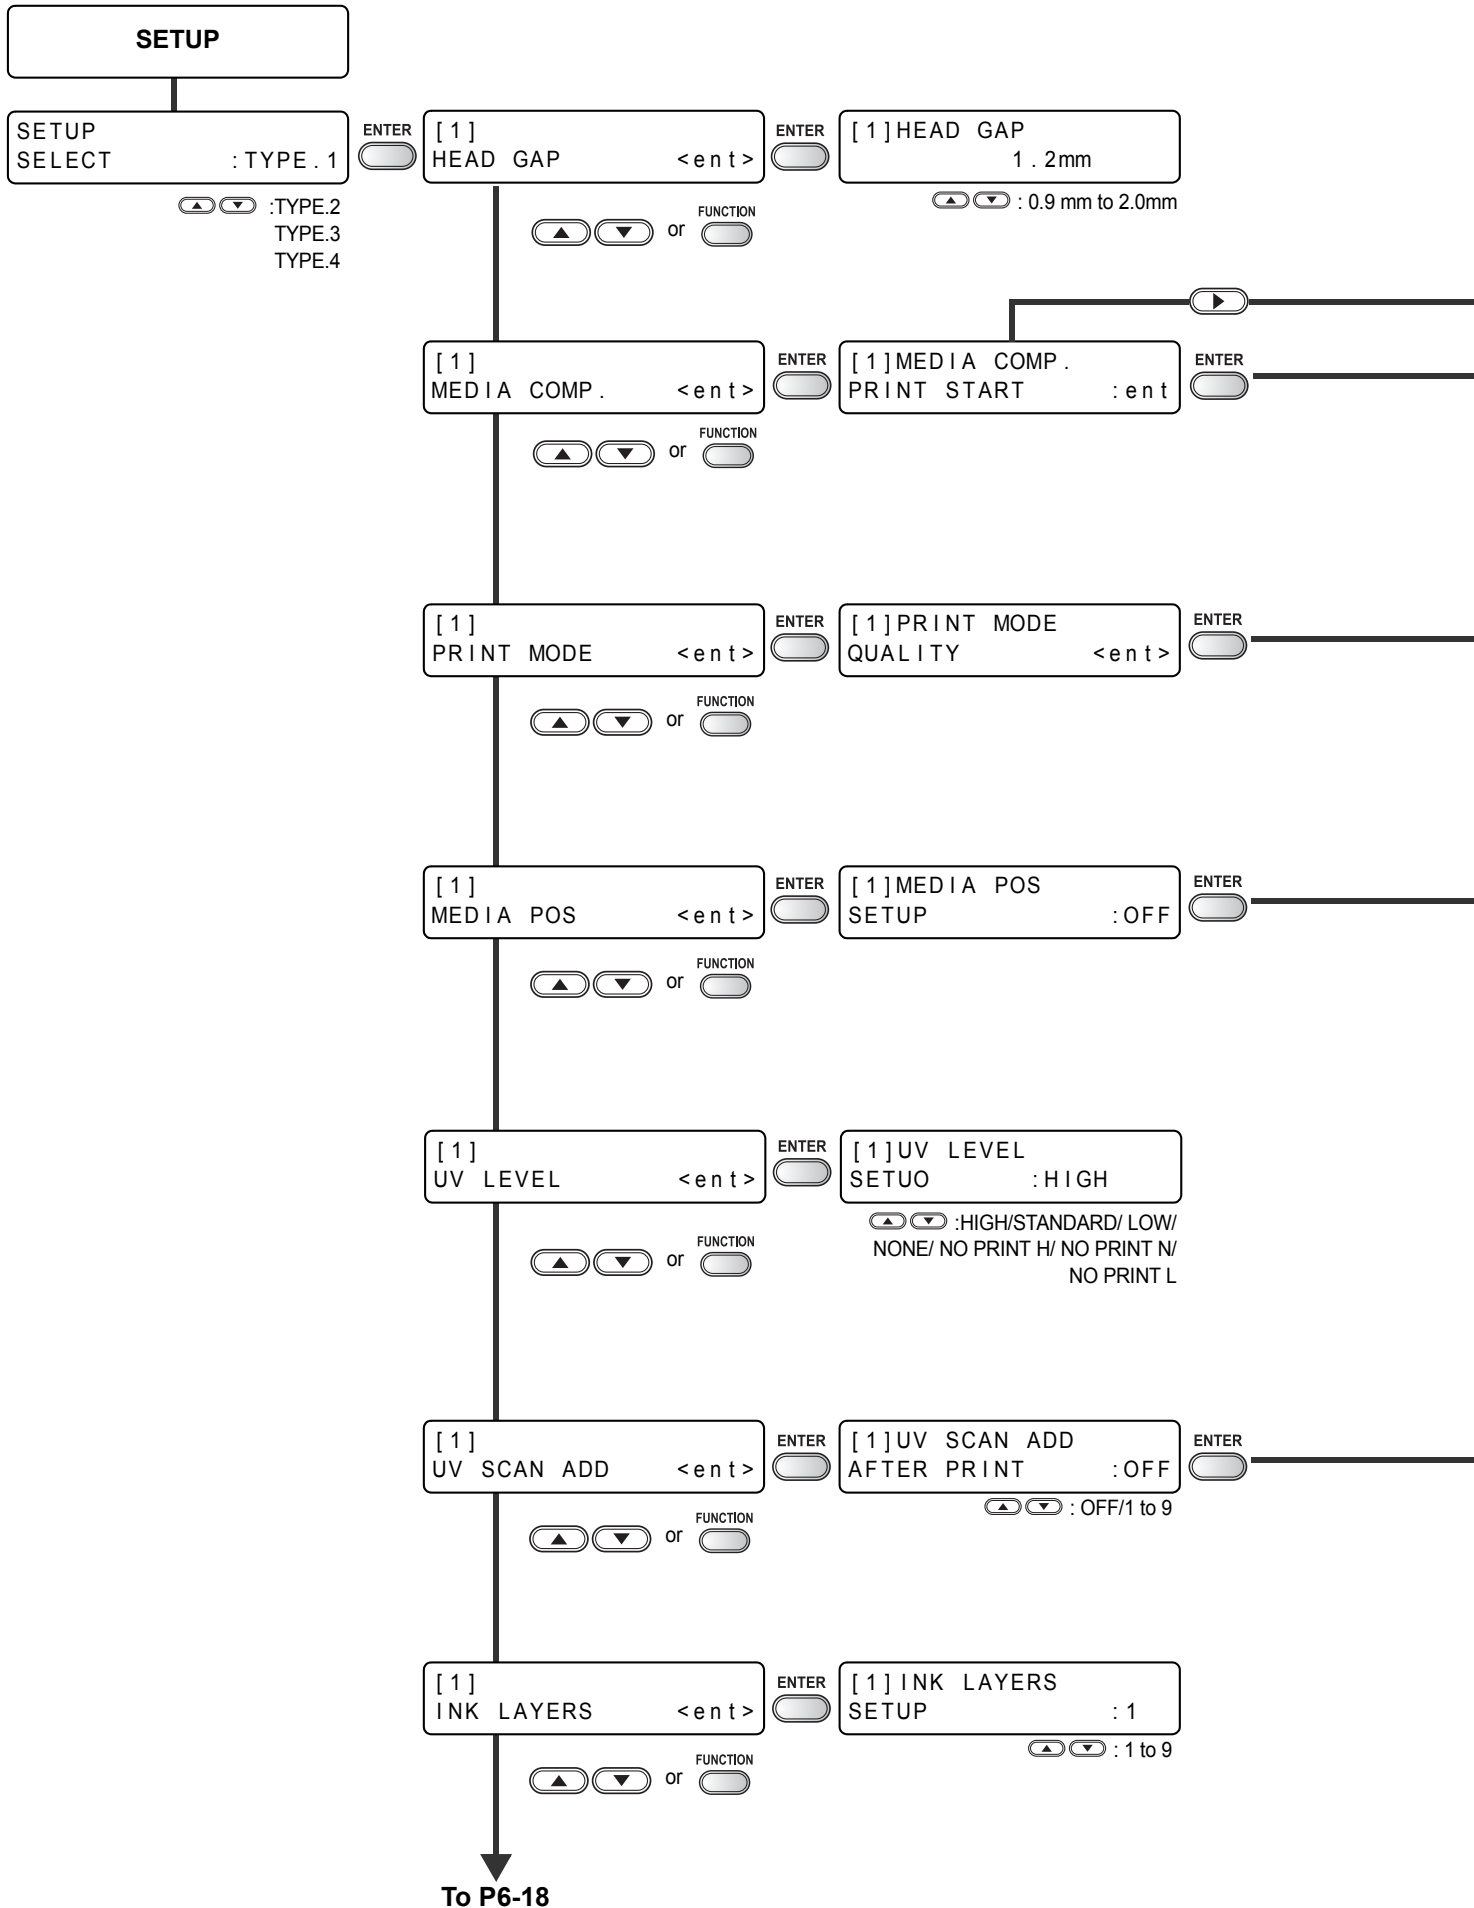 SETUP
SETUP
SELECT :TYPE.1
ENTER
:TYPE.2
TYPE.3
TYPE.4
[1]
HEAD GAP <ent>
ENTER
[1]HEAD GAP
1.2mm
: 0.9 mm to 2.0mm
or
FUNCTION
[1]
MEDIA COMP. <ent>
ENTER
[1]MEDIA COMP.
PRINT START :ent
ENTER
or
FUNCTION
[1]
PRINT MODE <ent>
ENTER
[1]PRINT MODE
QUALITY <ent>
ENTER
or
FUNCTION
[1]
MEDIA POS <ent>
ENTER
[1]MEDIA POS
SETUP :OFF
ENTER
or
FUNCTION
[1]
UV LEVEL <ent>
ENTER
[1]UV LEVEL
SETUO :HIGH
:HIGH/STANDARD/ LOW/
NONE/ NO PRINT H/ NO PRINT N/
NO PRINT L
or
FUNCTION
[1]
UV SCAN ADD <ent>
ENTER
[1]UV SCAN ADD
AFTER PRINT :OFF
ENTER
: OFF/1 to 9
or
FUNCTION
[1]
INK LAYERS <ent>
ENTER
[1]INK LAYERS
SETUP :1
: 1 to 9
or
FUNCTION
To P6-18